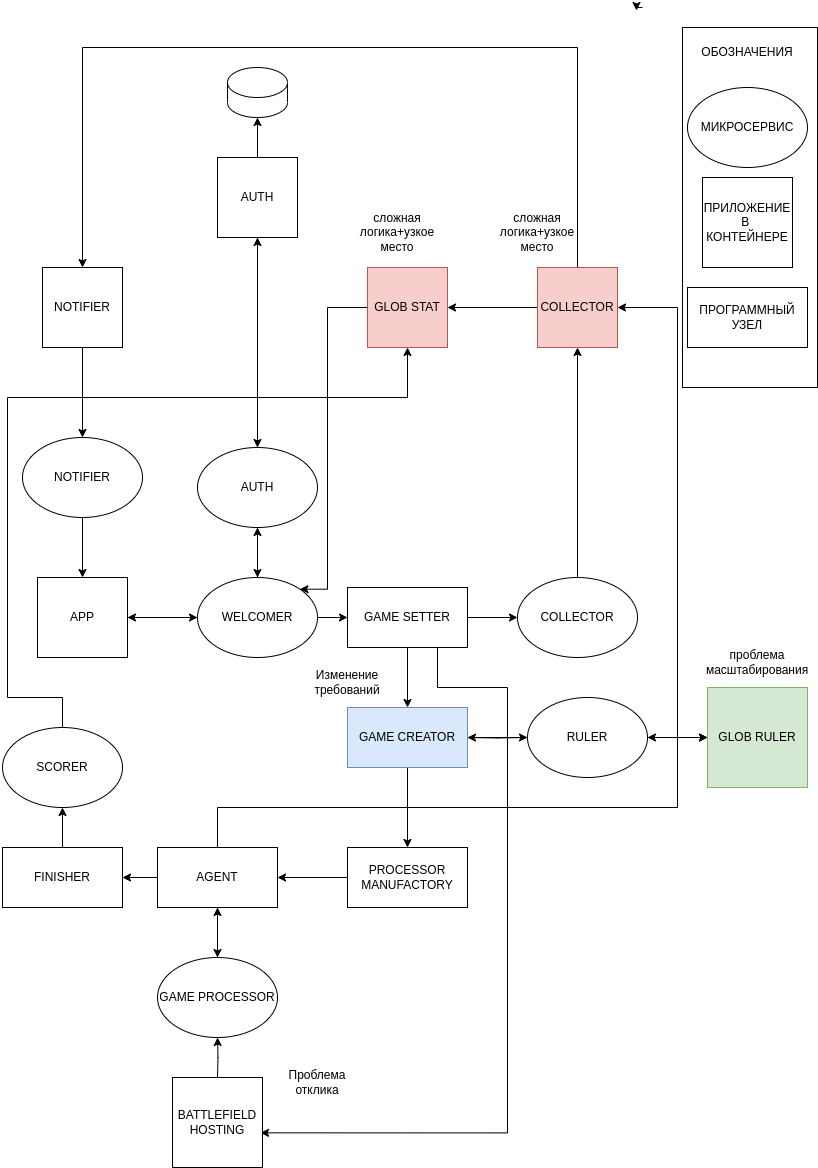 ОБОЗНАЧЕНИЯ
МИКРОСЕРВИС
ПРИЛОЖЕНИЕ
В
КОНТЕЙНЕРЕ
ПРОГРАММНЫЙ
УЗЕЛ
AUTH
сложная
логика+узкое
место
сложная
логика+узкое
место
NOTIFIER
GLOB STAT
COLLECTOR
NOTIFIER
AUTH
APP
WELCOMER
GAME SETTER
COLLECTOR
Изменение
требований
проблема
масштабирования
GAME CREATOR
RULER
GLOB RULER
SCORER
FINISHER
AGENT
PROCESSOR
MANUFACTORY
GAME PROCESSOR
Проблема
отклика
BATTLEFIELD
HOSTING